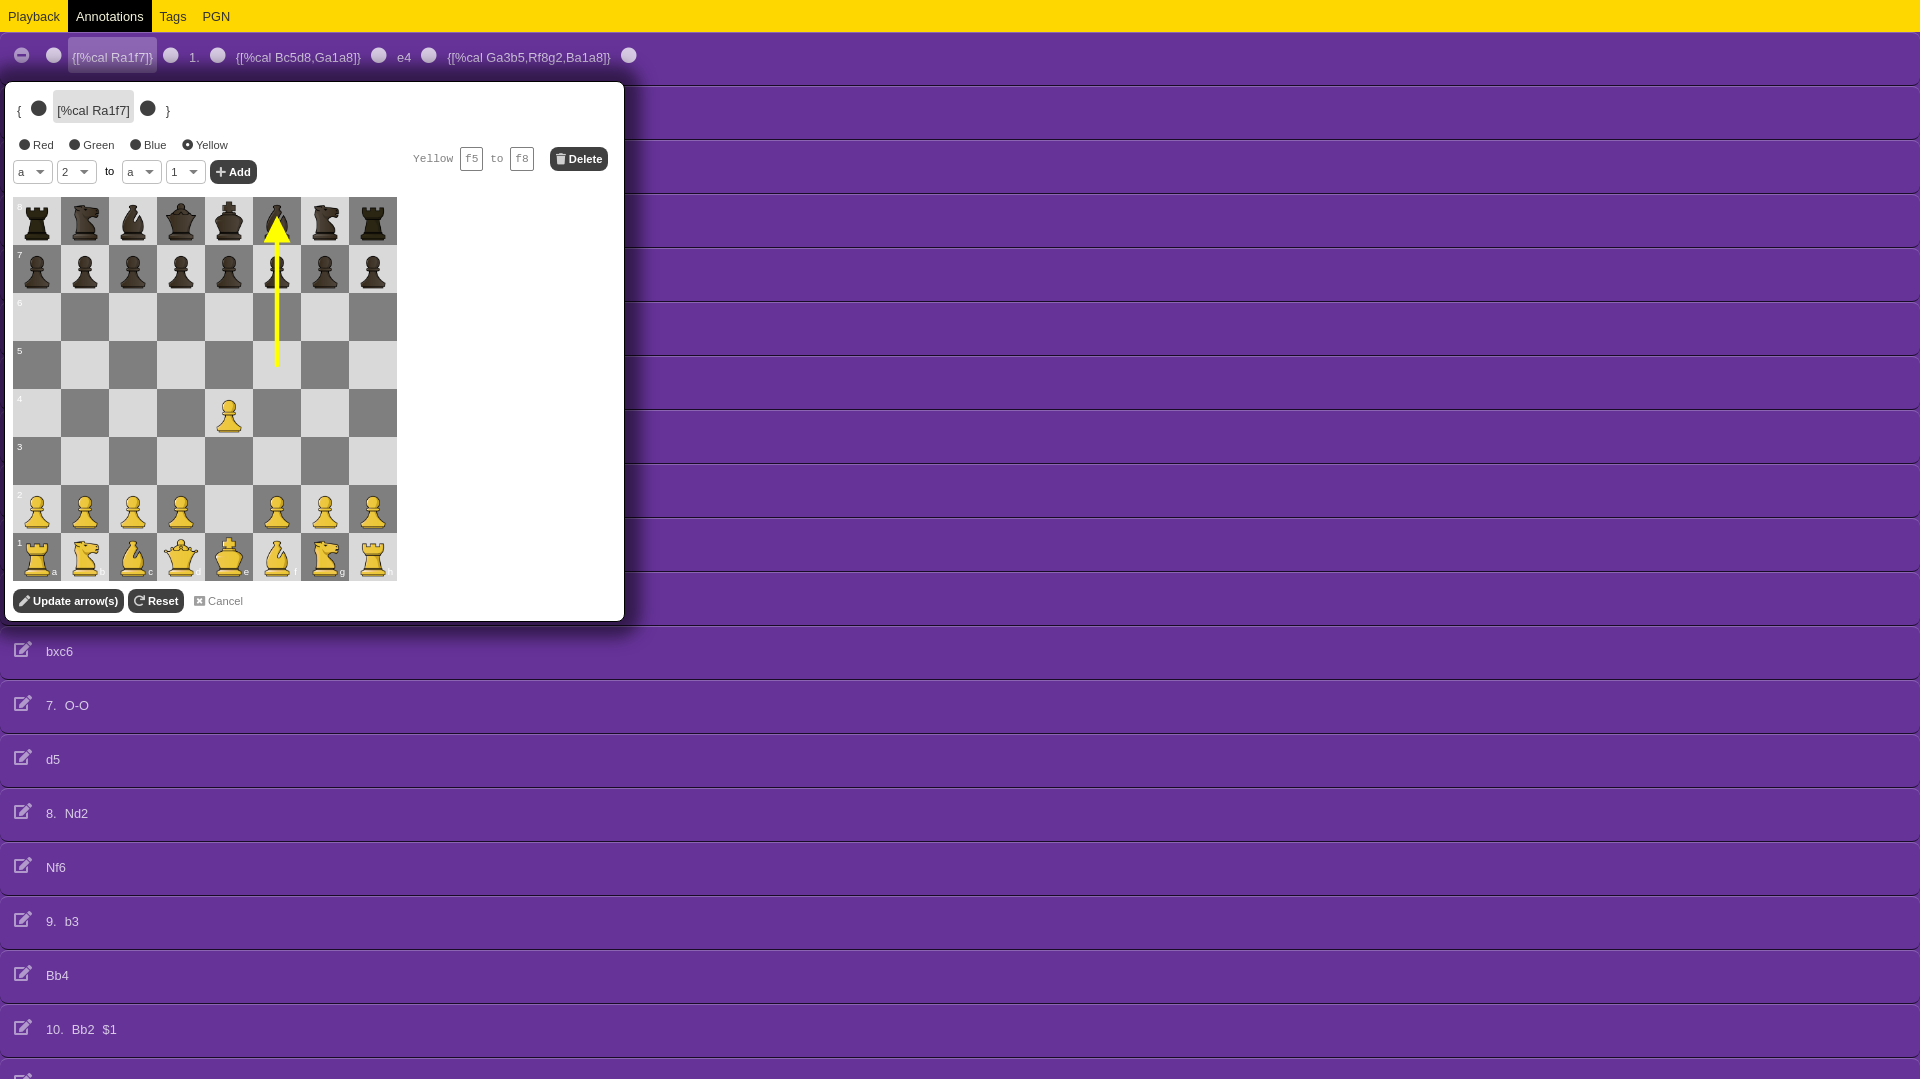 Playback Annotations Tags PGN
{[%cal Ra1f7]} 1. {[%cal Bc5d8,Ga1a8]} e4 {[%cal Ga3b5,Rf8g2,Ba1a8]}
{ [%cal Ra1f7] }
Red Green Blue Yellow
a 2 to a 1 Add
Yellow f5 to f8 Delete
8
7
6
5
4
3
2
1
a b c d e f g h
Update arrow(s) Reset Cancel
bxc6
7. O-O
d5
8. Nd2
Nf6
9. b3
Bb4
10. Bb2 $1